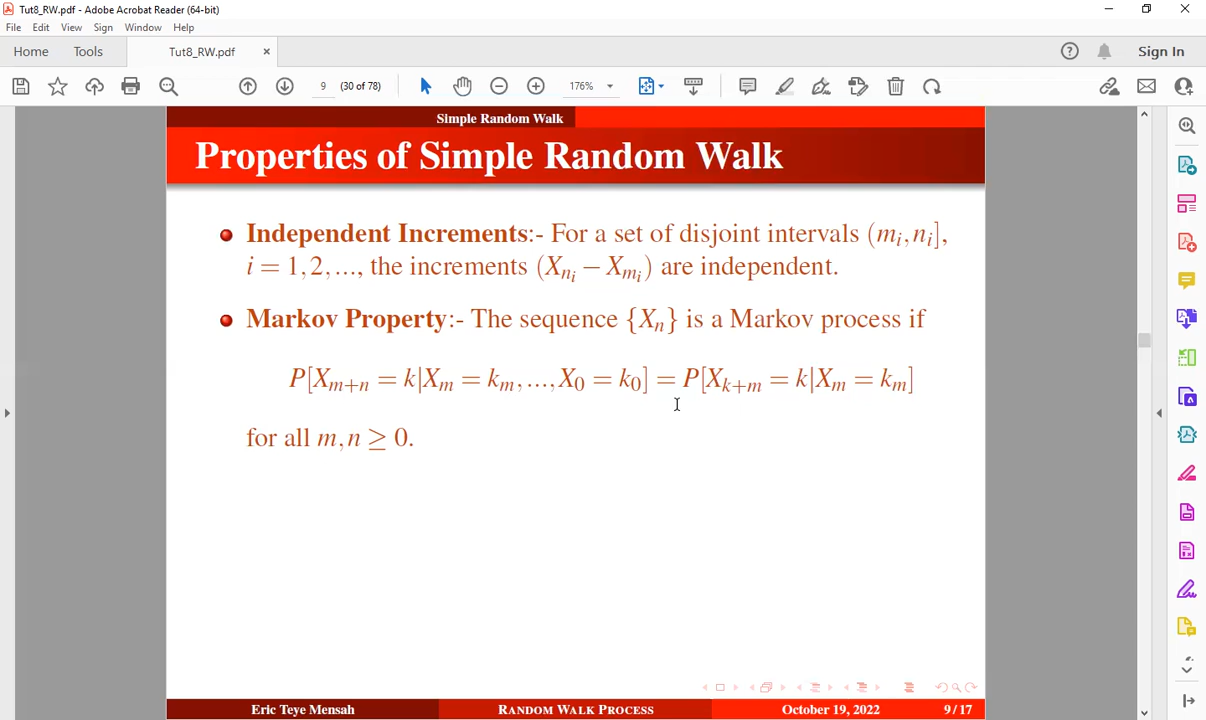 Tut8_RW.pdf - Adobe Acrobat Reader (64-bit)
File Edit View Sign Window Help
Home Tools Tut8_RW.pdf × Sign In
9 (30 of 78) 176%
Simple Random Walk
Properties of Simple Random Walk
Independent Increments:- For a set of disjoint intervals (m_i, n_i],
i = 1,2,..., the increments (X_{n_i} − X_{m_i}) are independent.
Markov Property:- The sequence {X_n} is a Markov process if
P[X_{m+n} = k|X_m = k_m,...,X_0 = k_0] = P[X_{k+m} = k|X_m = k_m]
for all m,n ≥ 0.
Eric Teye Mensah RANDOM WALK PROCESS October 19, 2022 9/17